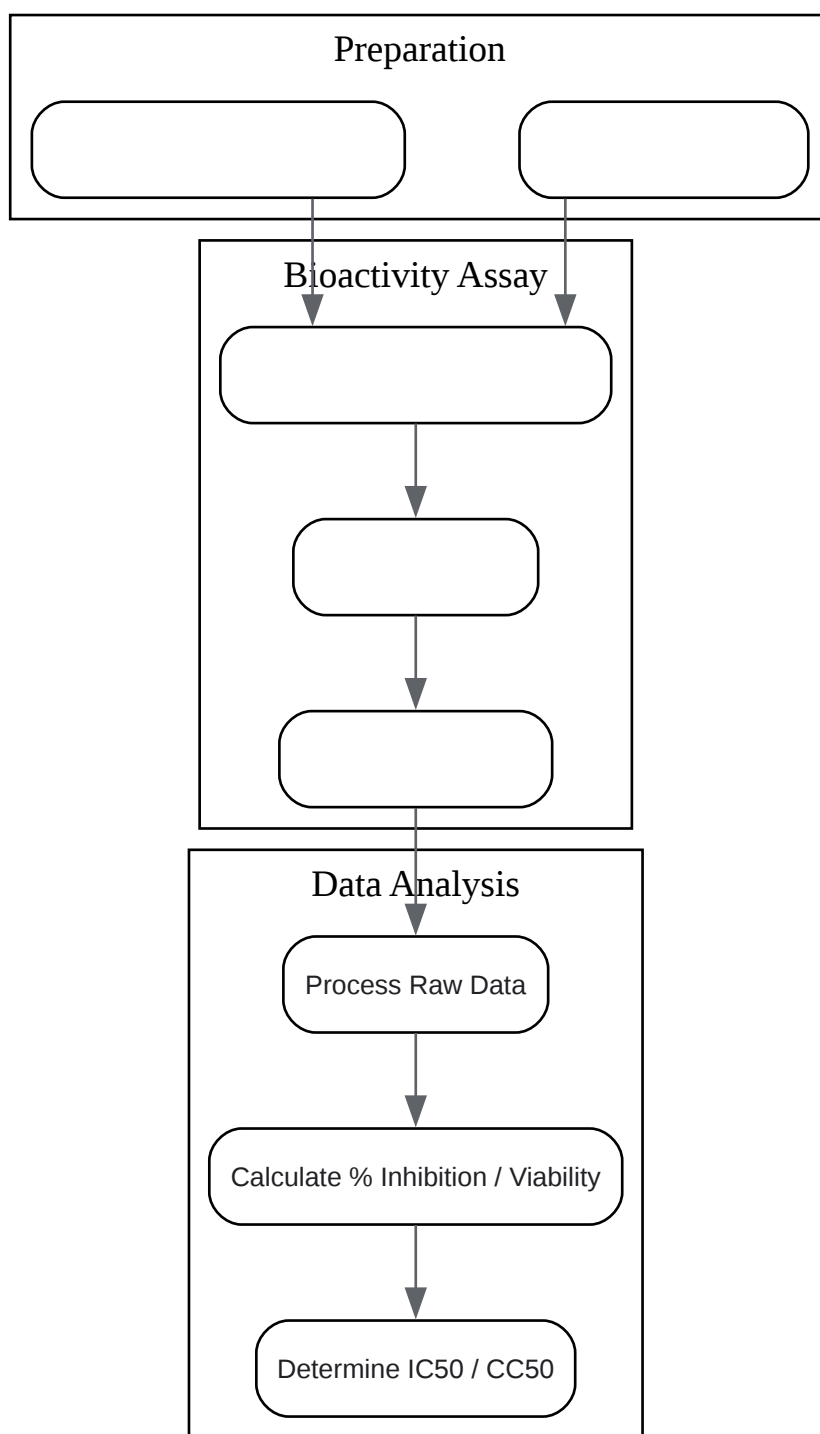 Preparation
Bioactivity Assay
Data Analysis
Process Raw Data
Calculate % Inhibition / Viability
Determine IC50 / CC50